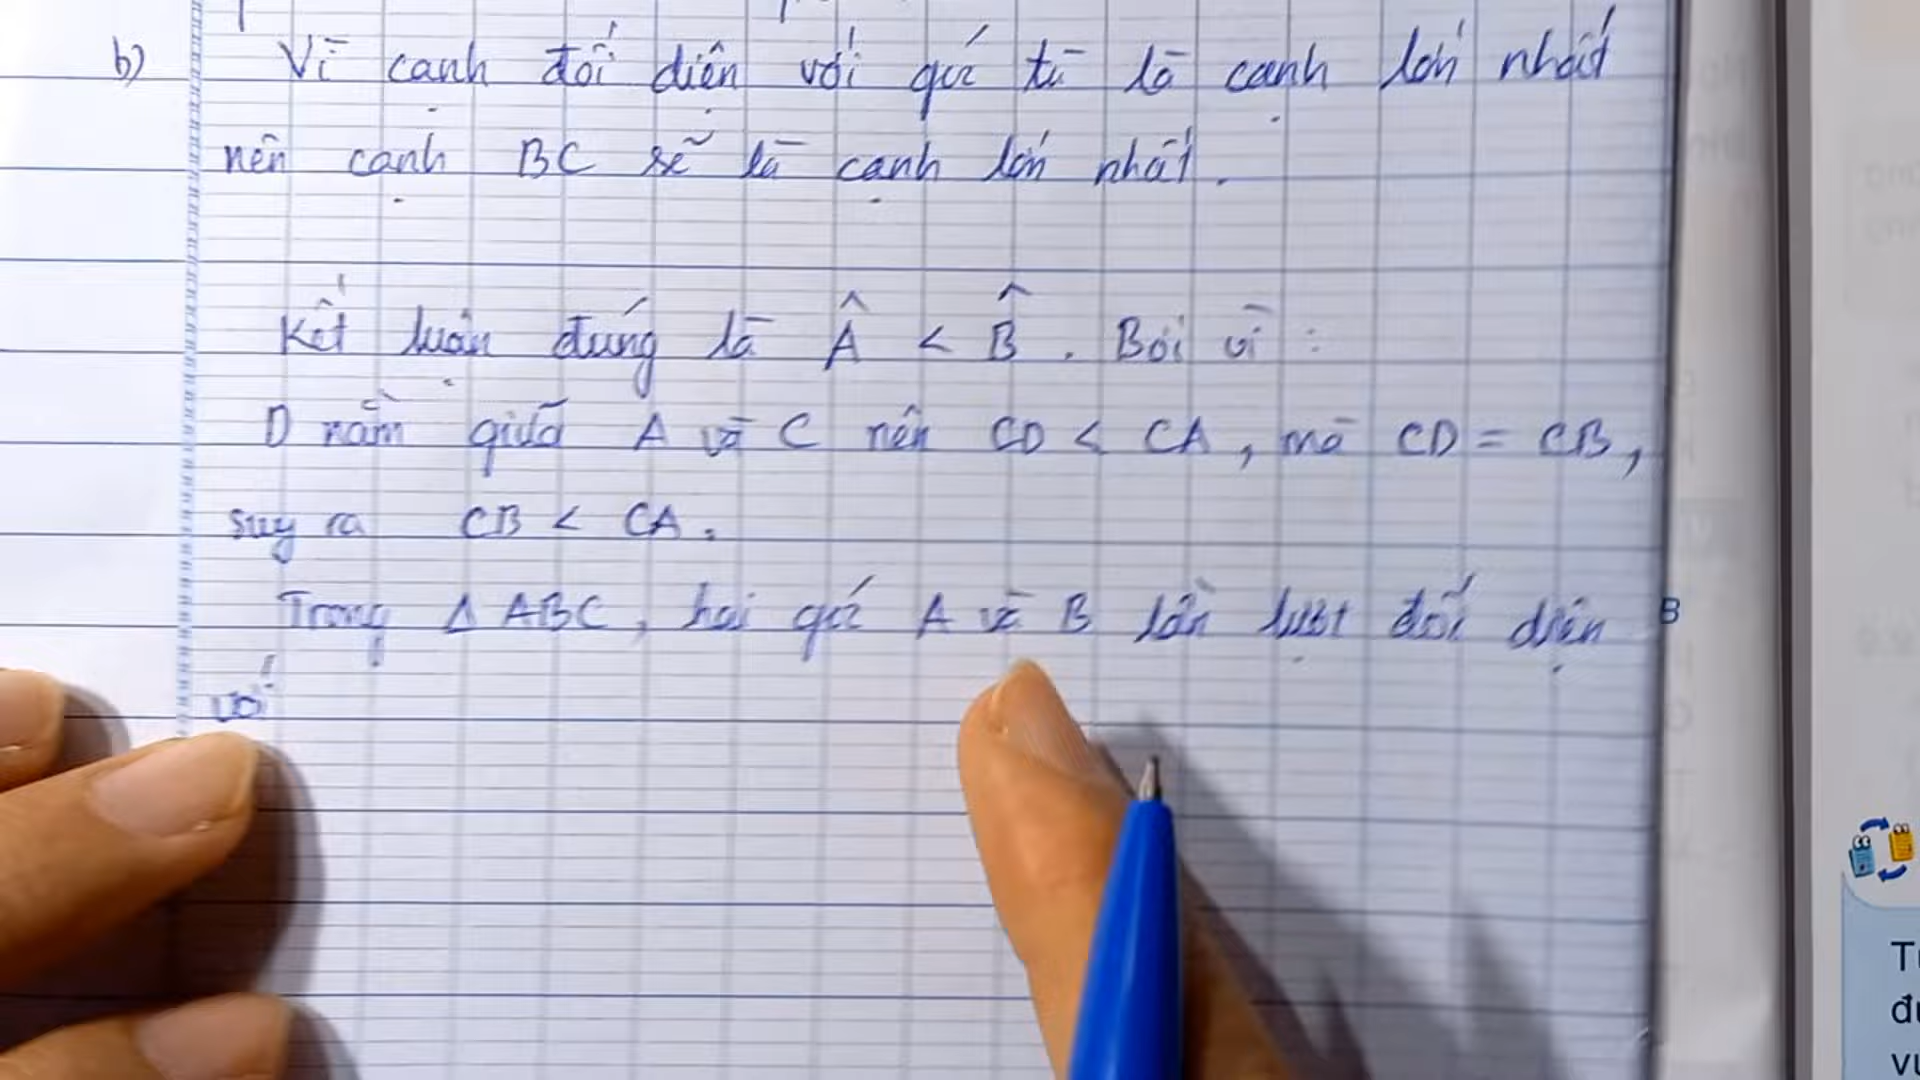 b) Vì cạnh đối diện với góc tù là cạnh lớn nhất
nên cạnh BC sẽ là cạnh lớn nhất.
Kết luận đúng là Â < B̂. Bởi vì:
D nằm giữa A và C nên CD < CA, mà CD = CB,
suy ra CB < CA.
Trong Δ ABC, hai góc A và B lần lượt đối diện
với
B